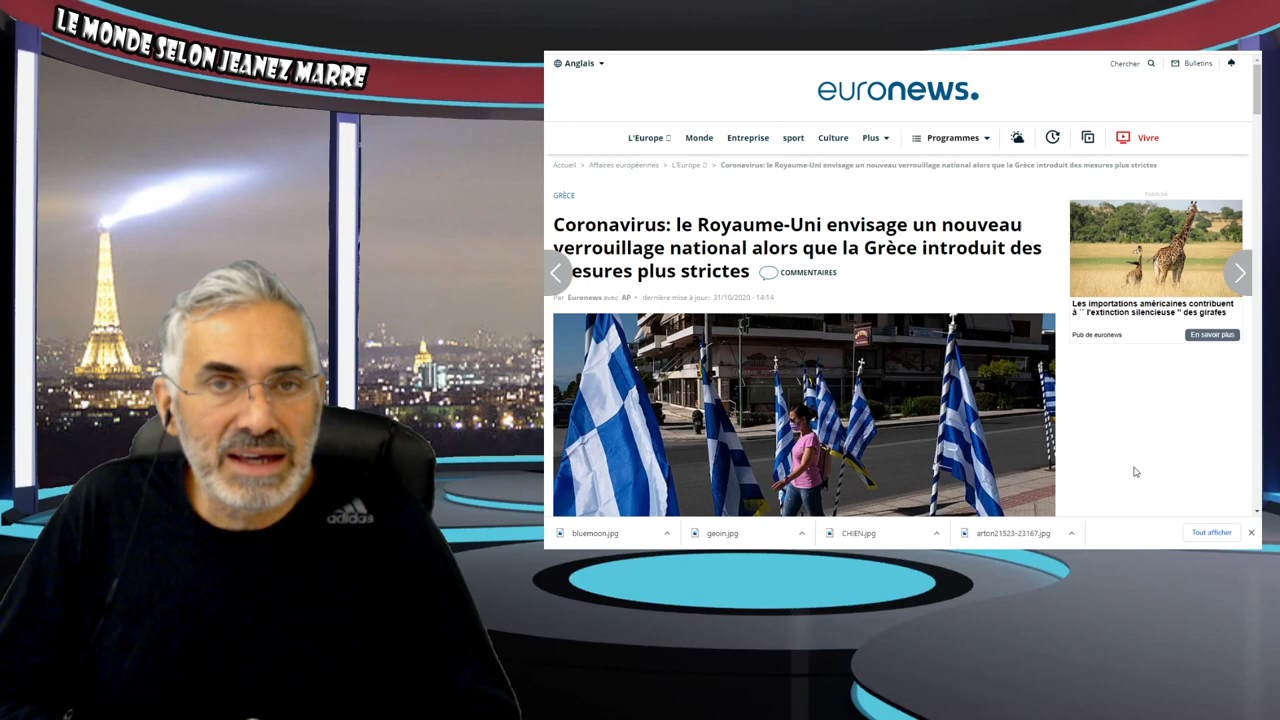 LE MONDE SELON JEANEZ MARRE
Anglais
Chercher
Bulletins
euronews.
L'Europe
Monde
Entreprise
sport
Culture
Plus
Programmes
Vivre
Accueil > Affaires européennes > L'Europe > Coronavirus: le Royaume-Uni envisage un nouveau verrouillage national alors que la Grèce introduit des mesures plus strictes
GRÈCE
Coronavirus: le Royaume-Uni envisage un nouveau
verrouillage national alors que la Grèce introduit des
mesures plus strictes
COMMENTAIRES
Par Euronews avec AP • dernière mise à jour: 31/10/2020 - 14:14
Publicité
Les importations américaines contribuent
à `` l'extinction silencieuse '' des girafes
Pub de euronews
En savoir plus
adidas
bluemoon.jpg
geoin.jpg
CHIEN.jpg
arton21523-23167.jpg
Tout afficher